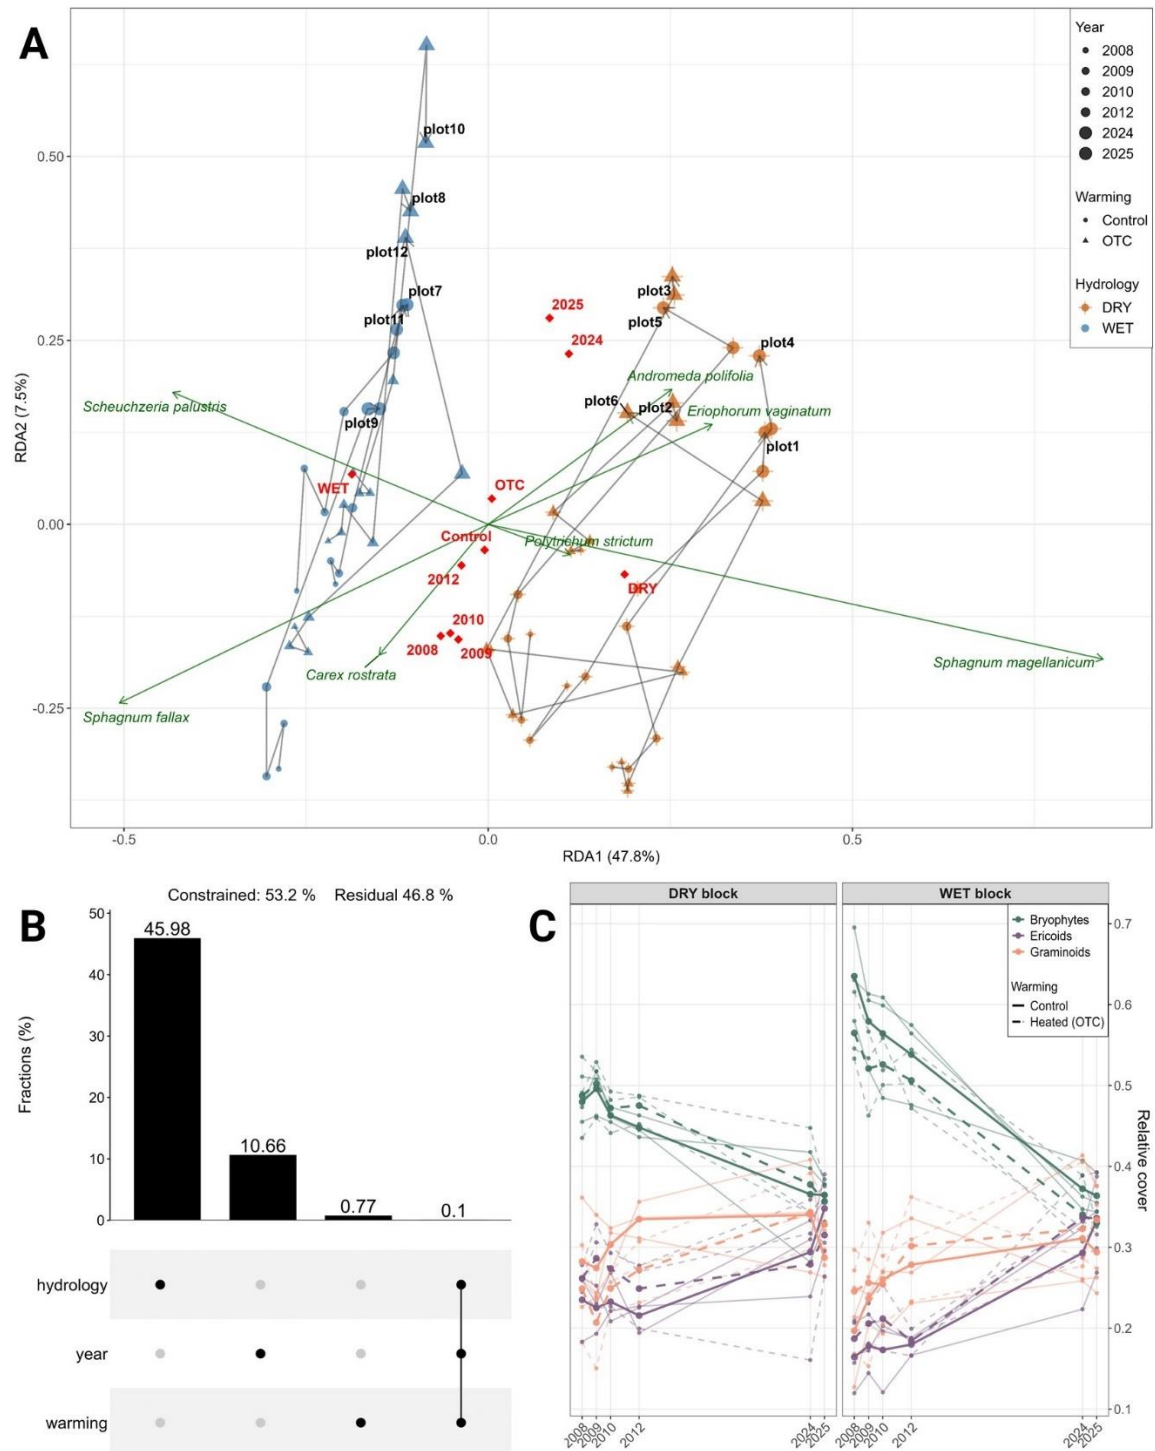 A
Year
2008
2009
2010
2012
2024
2025
Warming
Control
OTC
Hydrology
DRY
WET
plot10
plot8
plot12
plot7
plot11
plot9
plot3
plot5
plot4
plot6
plot2
plot1
2025
2024
WET
OTC
Control
2012
DRY
2010
2008
2009
Scheuchzeria palustris
Andromeda polifolia
Eriophorum vaginatum
Polytrichum strictum
Carex rostrata
Sphagnum fallax
Sphagnum magellanicum
0.50
0.25
0.00
-0.25
RDA2 (7.5%)
-0.5
0.0
0.5
RDA1 (47.8%)
B
Constrained: 53.2 % Residual 46.8 %
50
40
30
20
10
0
Fractions (%)
45.98
10.66
0.77
0.1
hydrology
year
warming
C
DRY block
WET block
Bryophytes
Ericoids
Graminoids
Warming
Control
Heated (OTC)
0.7
0.6
0.5
0.4
0.3
0.2
0.1
Relative cover
2008
2009
2010
2012
2024
2025
2008
2009
2010
2012
2024
2025